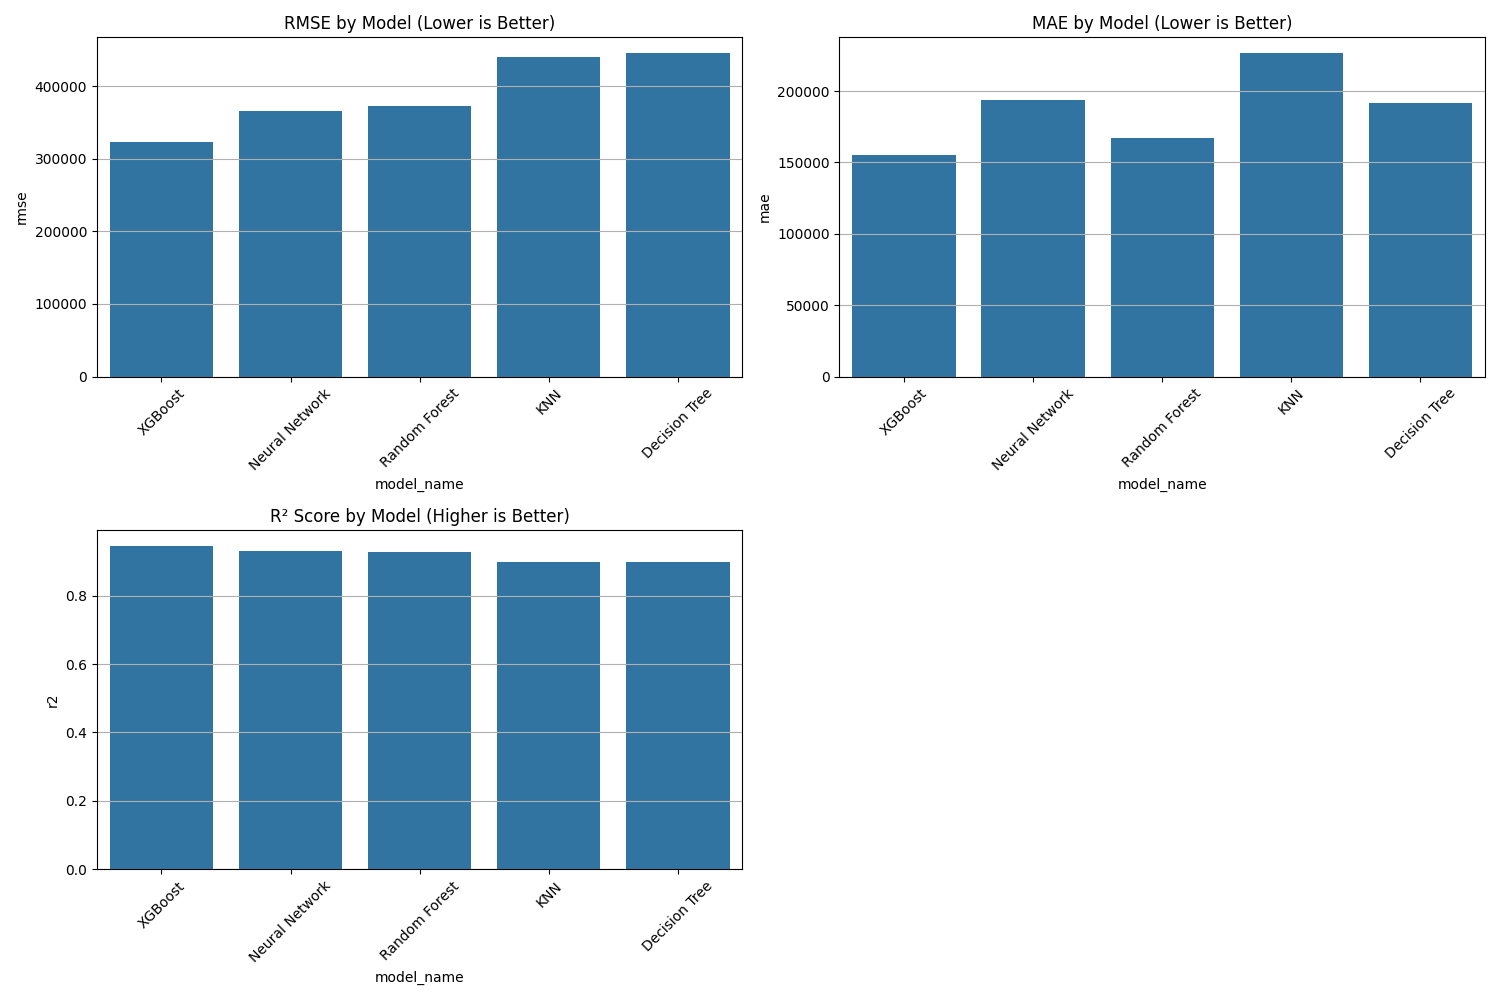 RMSE by Model (Lower is Better)
400000
300000
200000
100000
0
rmse
XGBoost
Neural Network
Random Forest
KNN
Decision Tree
model_name
MAE by Model (Lower is Better)
200000
150000
100000
50000
0
mae
XGBoost
Neural Network
Random Forest
KNN
Decision Tree
model_name
R² Score by Model (Higher is Better)
0.8
0.6
0.4
0.2
0.0
r2
XGBoost
Neural Network
Random Forest
KNN
Decision Tree
model_name